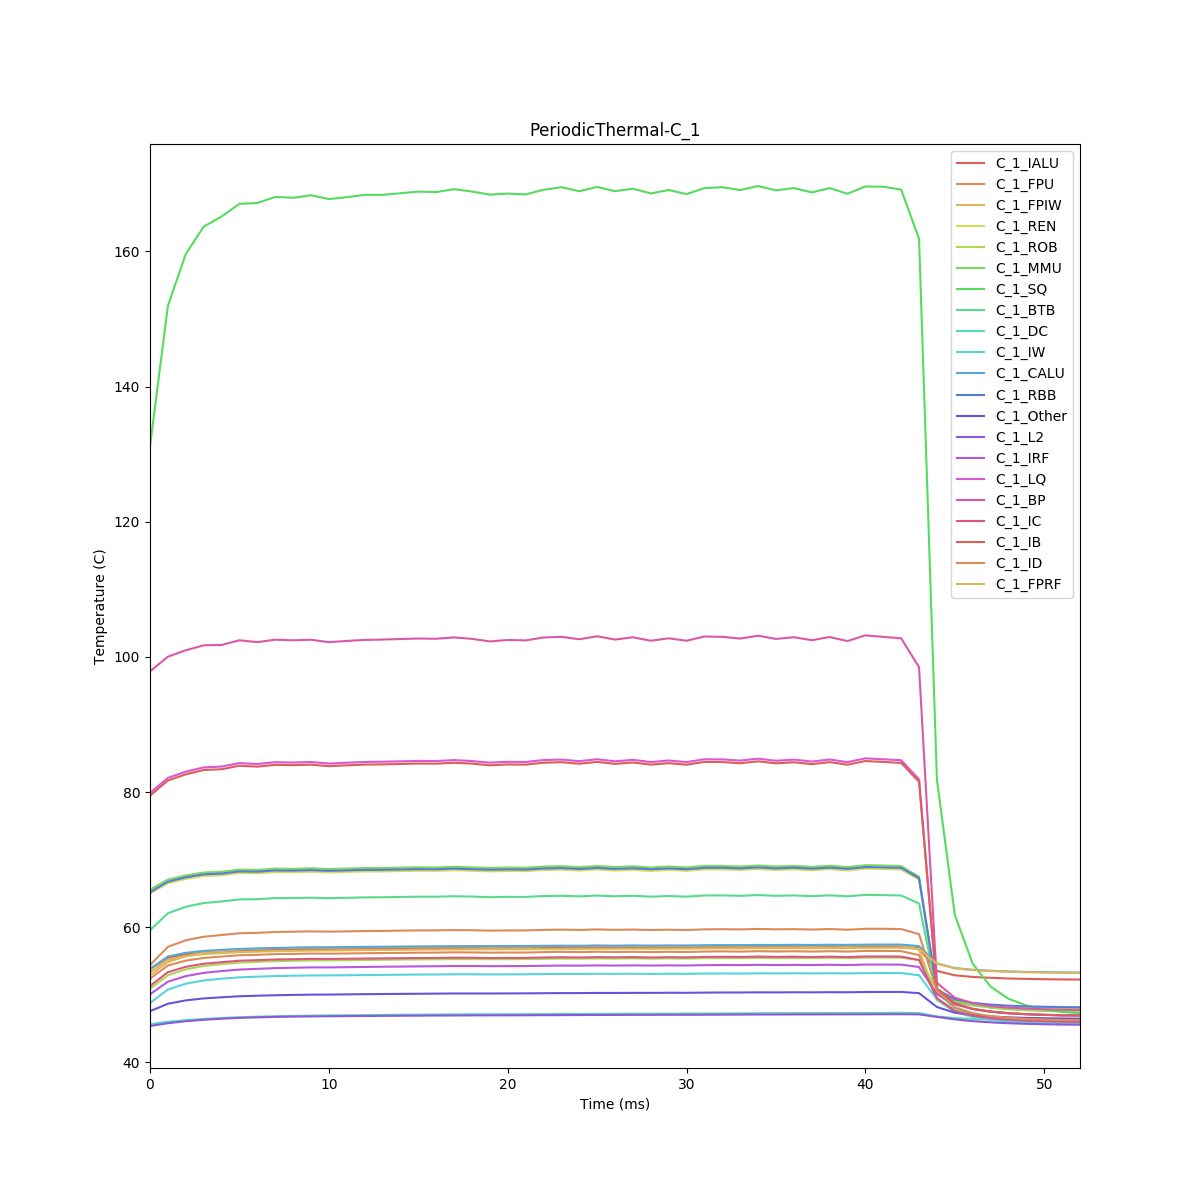 PeriodicThermal-C_1
C_1_IALU
C_1_FPU
C_1_FPIW
C_1_REN
C_1_ROB
C_1_MMU
C_1_SQ
C_1_BTB
C_1_DC
C_1_IW
C_1_CALU
C_1_RBB
C_1_Other
C_1_L2
C_1_IRF
C_1_LQ
C_1_BP
C_1_IC
C_1_IB
C_1_ID
C_1_FPRF
Temperature (C)
160
140
120
100
80
60
40
0 10 20 30 40 50
Time (ms)